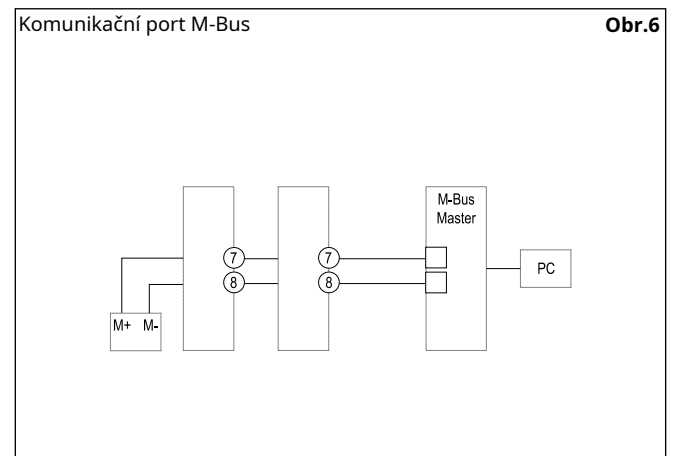 Komunikační port M-Bus
Obr.6
M-Bus
Master
7
7
PC
8
8
M+ M-